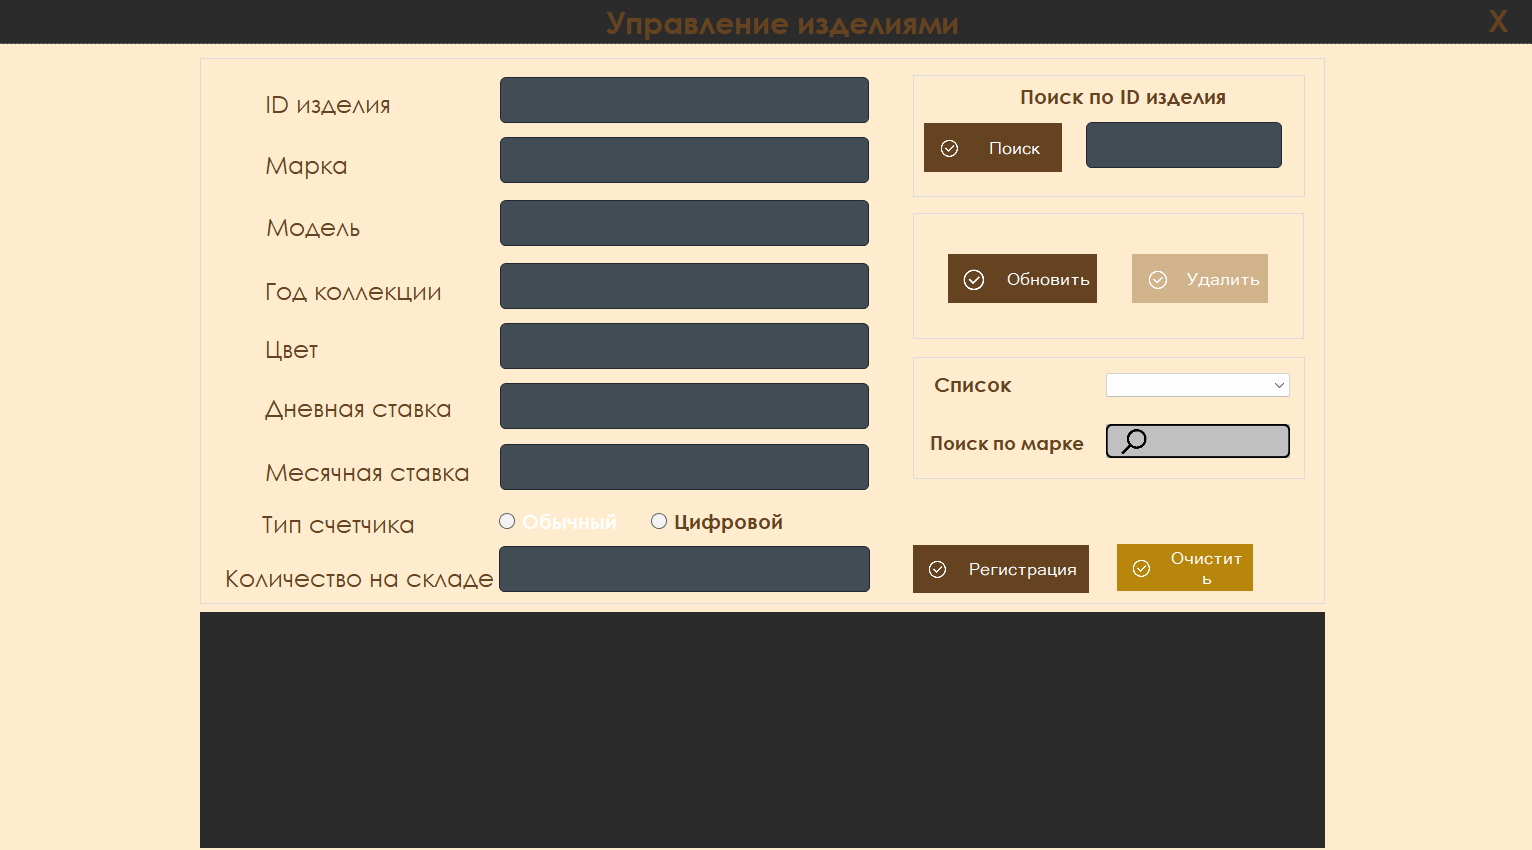 Управление изделиями
X
ID изделия
Марка
Модель
Год коллекции
Цвет
Дневная ставка
Месячная ставка
Тип счетчика
Обычный
Цифровой
Количество на складе
Поиск по ID изделия
Поиск
Обновить
Удалить
Список
Поиск по марке
Регистрация
Очистит
ь